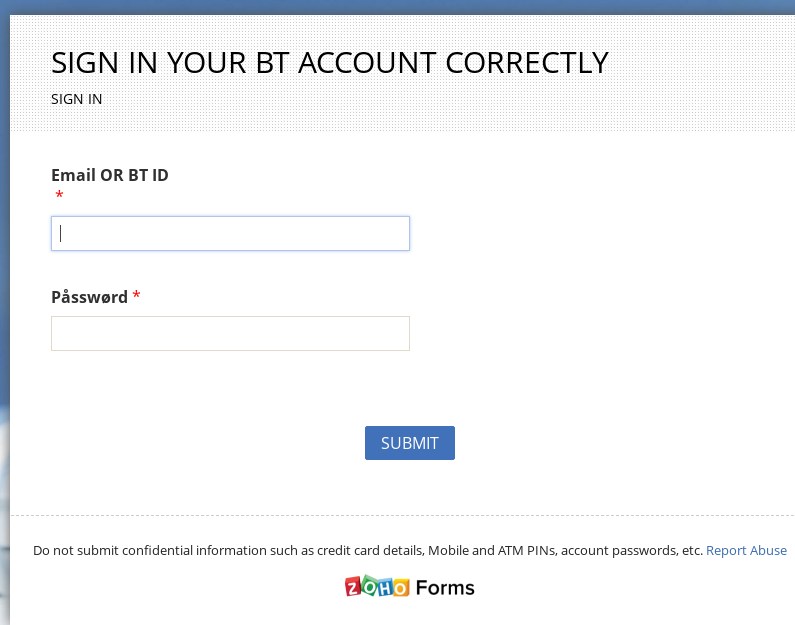 SIGN IN YOUR BT ACCOUNT CORRECTLY
SIGN IN
Email OR BT ID
*
Påsswørd *
SUBMIT
Do not submit confidential information such as credit card details, Mobile and ATM PINs, account passwords, etc. Report Abuse
ZOHO Forms